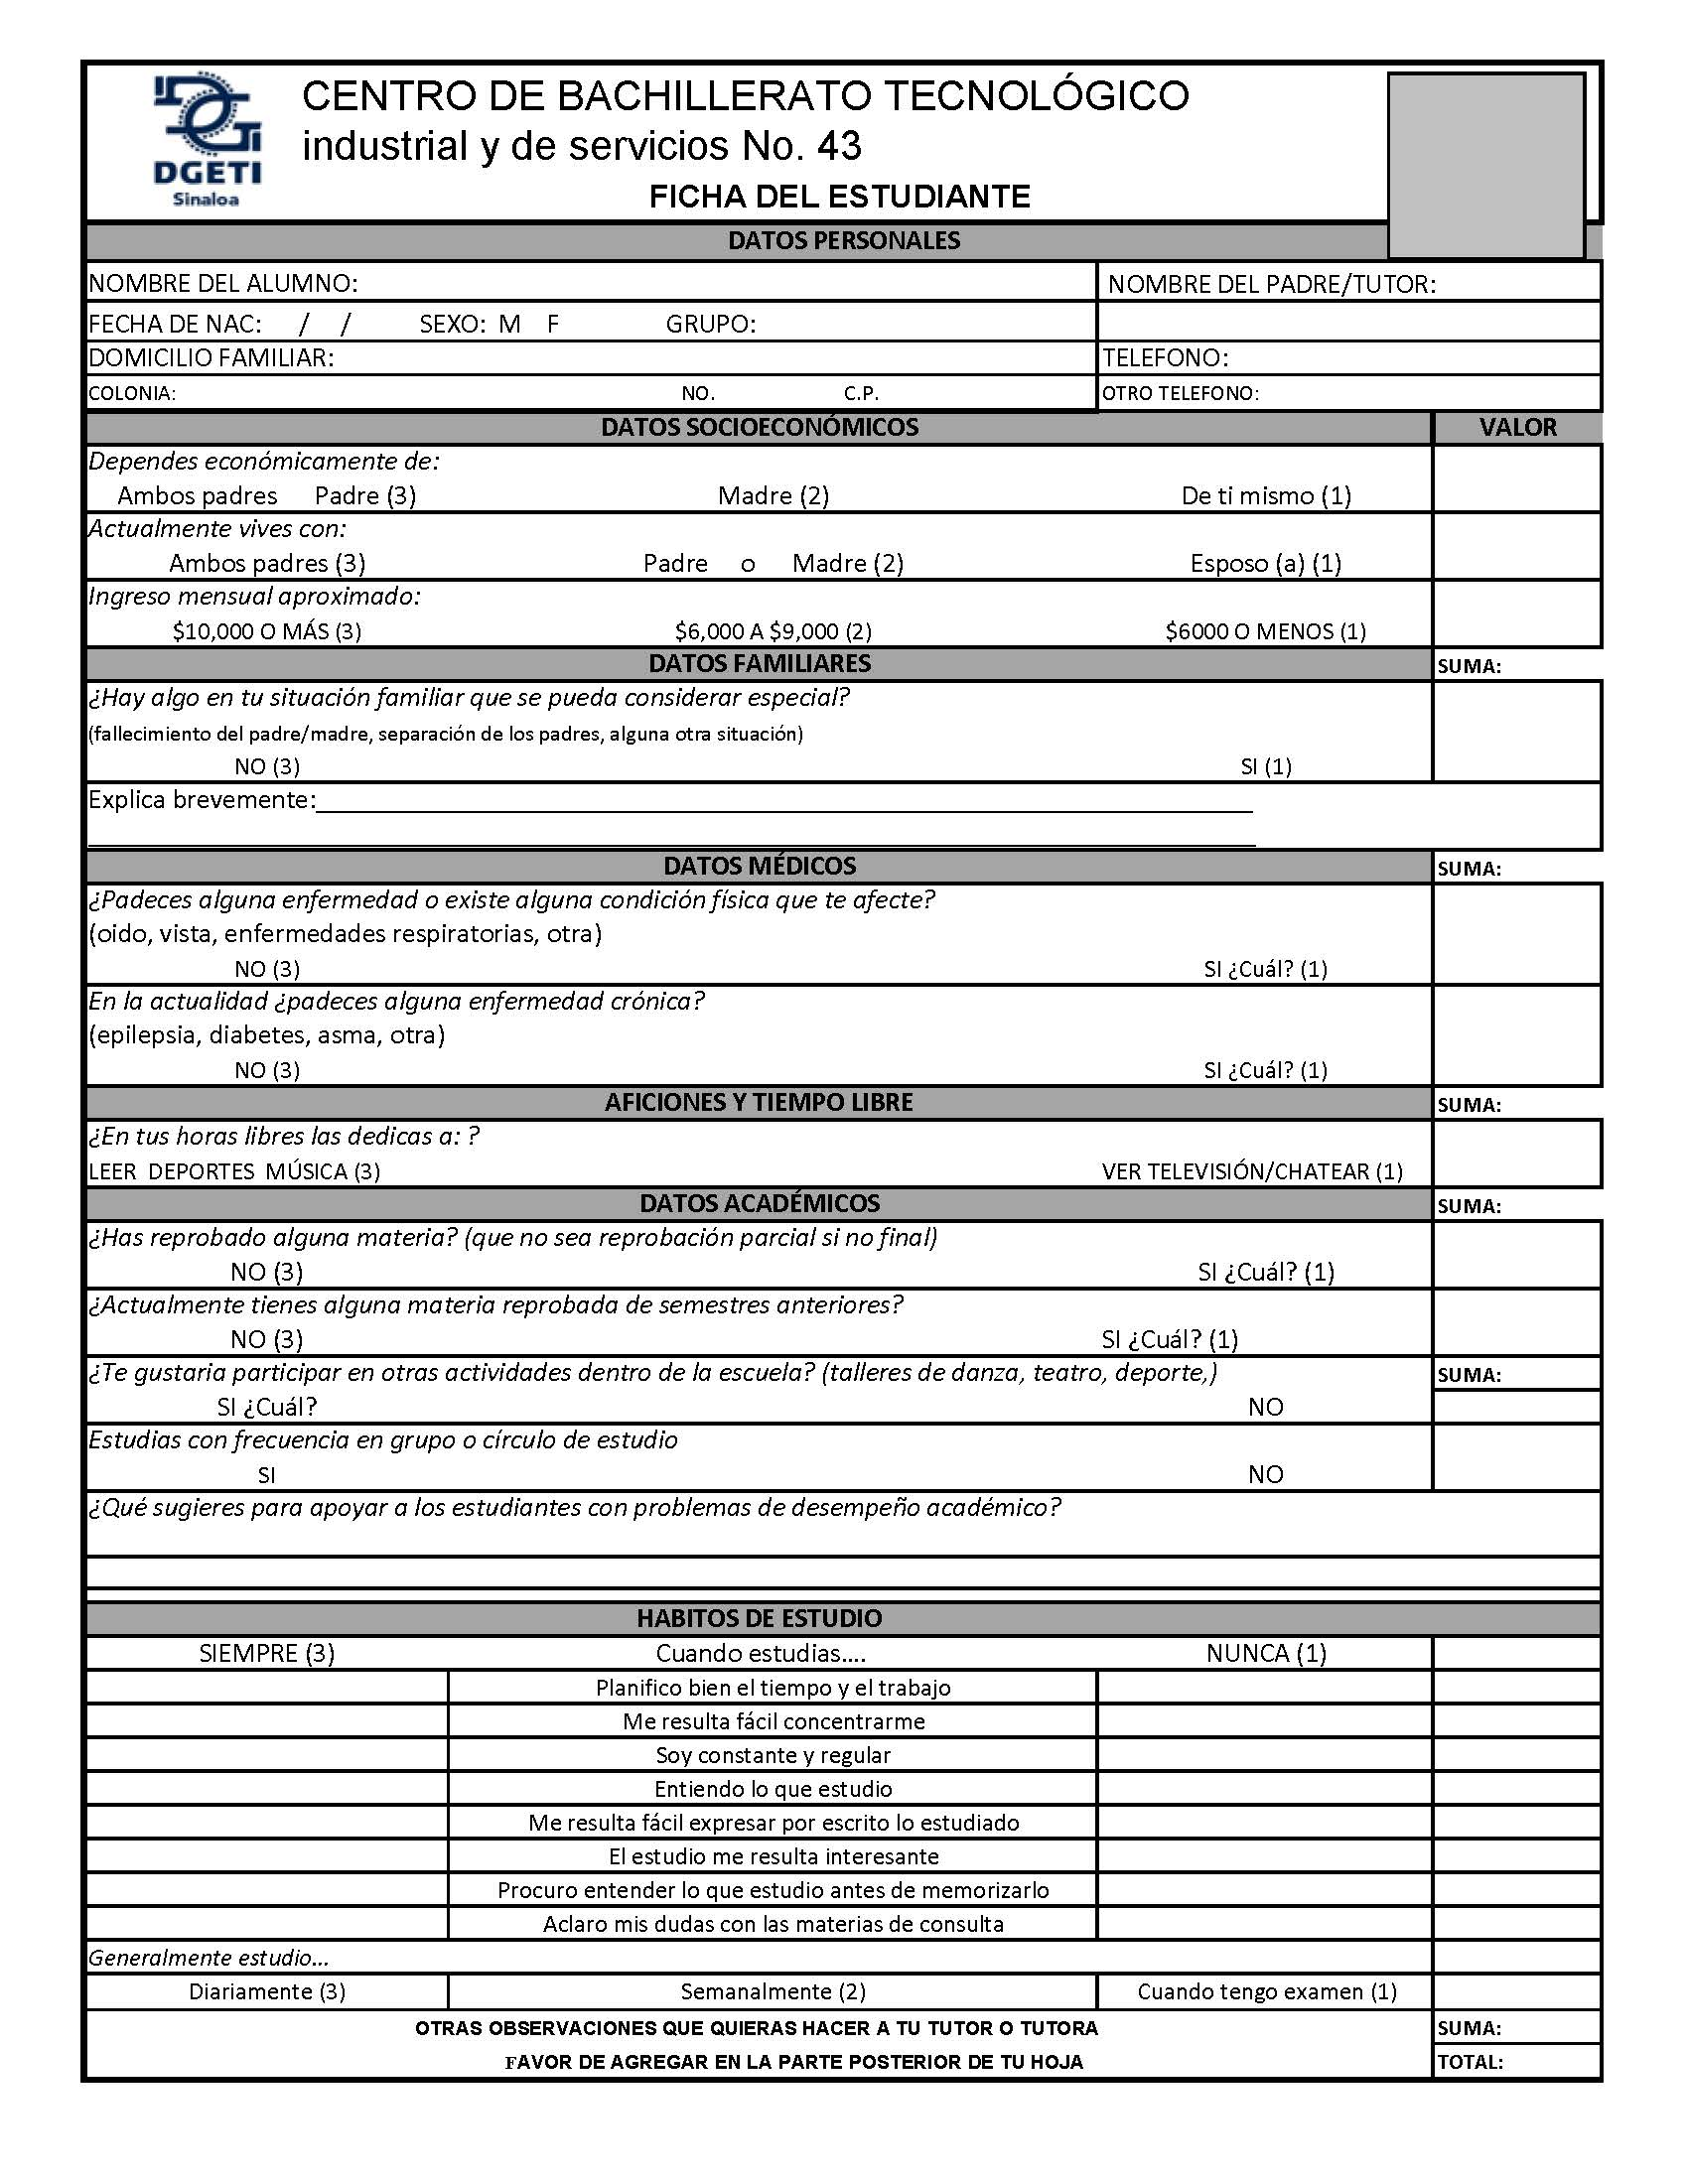 DGETI
Sinaloa
CENTRO DE BACHILLERATO TECNOLÓGICO
industrial y de servicios No. 43
FICHA DEL ESTUDIANTE
DATOS PERSONALES
NOMBRE DEL ALUMNO: NOMBRE DEL PADRE/TUTOR:
FECHA DE NAC: / / SEXO: M F GRUPO:
DOMICILIO FAMILIAR: TELEFONO:
COLONIA: NO. C.P. OTRO TELEFONO:
DATOS SOCIOECONÓMICOS VALOR
Dependes económicamente de:
Ambos padres Padre (3) Madre (2) De ti mismo (1)
Actualmente vives con:
Ambos padres (3) Padre o Madre (2) Esposo (a) (1)
Ingreso mensual aproximado:
$10,000 O MÁS (3) $6,000 A $9,000 (2) $6000 O MENOS (1)
DATOS FAMILIARES SUMA:
¿Hay algo en tu situación familiar que se pueda considerar especial?
(fallecimiento del padre/madre, separación de los padres, alguna otra situación)
NO (3) SI (1)
Explica brevemente:
DATOS MÉDICOS SUMA:
¿Padeces alguna enfermedad o existe alguna condición física que te afecte?
(oido, vista, enfermedades respiratorias, otra)
NO (3) SI ¿Cuál? (1)
En la actualidad ¿padeces alguna enfermedad crónica?
(epilepsia, diabetes, asma, otra)
NO (3) SI ¿Cuál? (1)
AFICIONES Y TIEMPO LIBRE SUMA:
¿En tus horas libres las dedicas a: ?
LEER DEPORTES MÚSICA (3) VER TELEVISIÓN/CHATEAR (1)
DATOS ACADÉMICOS SUMA:
¿Has reprobado alguna materia? (que no sea reprobación parcial si no final)
NO (3) SI ¿Cuál? (1)
¿Actualmente tienes alguna materia reprobada de semestres anteriores?
NO (3) SI ¿Cuál? (1)
¿Te gustaria participar en otras actividades dentro de la escuela? (talleres de danza, teatro, deporte,) SUMA:
SI ¿Cuál? NO
Estudias con frecuencia en grupo o círculo de estudio
SI NO
¿Qué sugieres para apoyar a los estudiantes con problemas de desempeño académico?
HABITOS DE ESTUDIO
SIEMPRE (3) Cuando estudias.... NUNCA (1)
Planifico bien el tiempo y el trabajo
Me resulta fácil concentrarme
Soy constante y regular
Entiendo lo que estudio
Me resulta fácil expresar por escrito lo estudiado
El estudio me resulta interesante
Procuro entender lo que estudio antes de memorizarlo
Aclaro mis dudas con las materias de consulta
Generalmente estudio...
Diariamente (3) Semanalmente (2) Cuando tengo examen (1)
OTRAS OBSERVACIONES QUE QUIERAS HACER A TU TUTOR O TUTORA SUMA:
FAVOR DE AGREGAR EN LA PARTE POSTERIOR DE TU HOJA TOTAL: